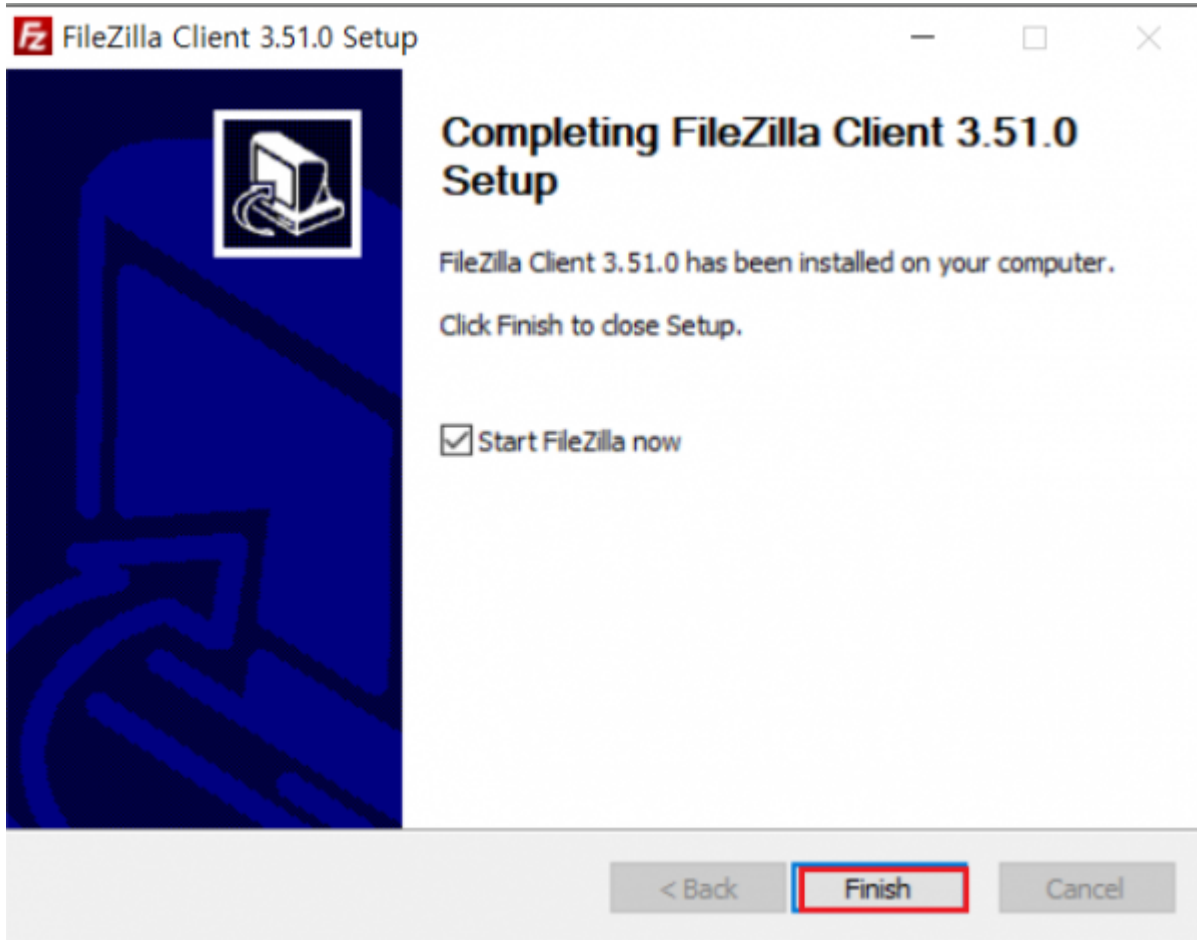 Fz FileZilla Client 3.51.0 Setup
Completing FileZilla Client 3.51.0
Setup
FileZilla Client 3.51.0 has been installed on your computer.
Click Finish to close Setup.
Start FileZilla now
< Back Finish Cancel